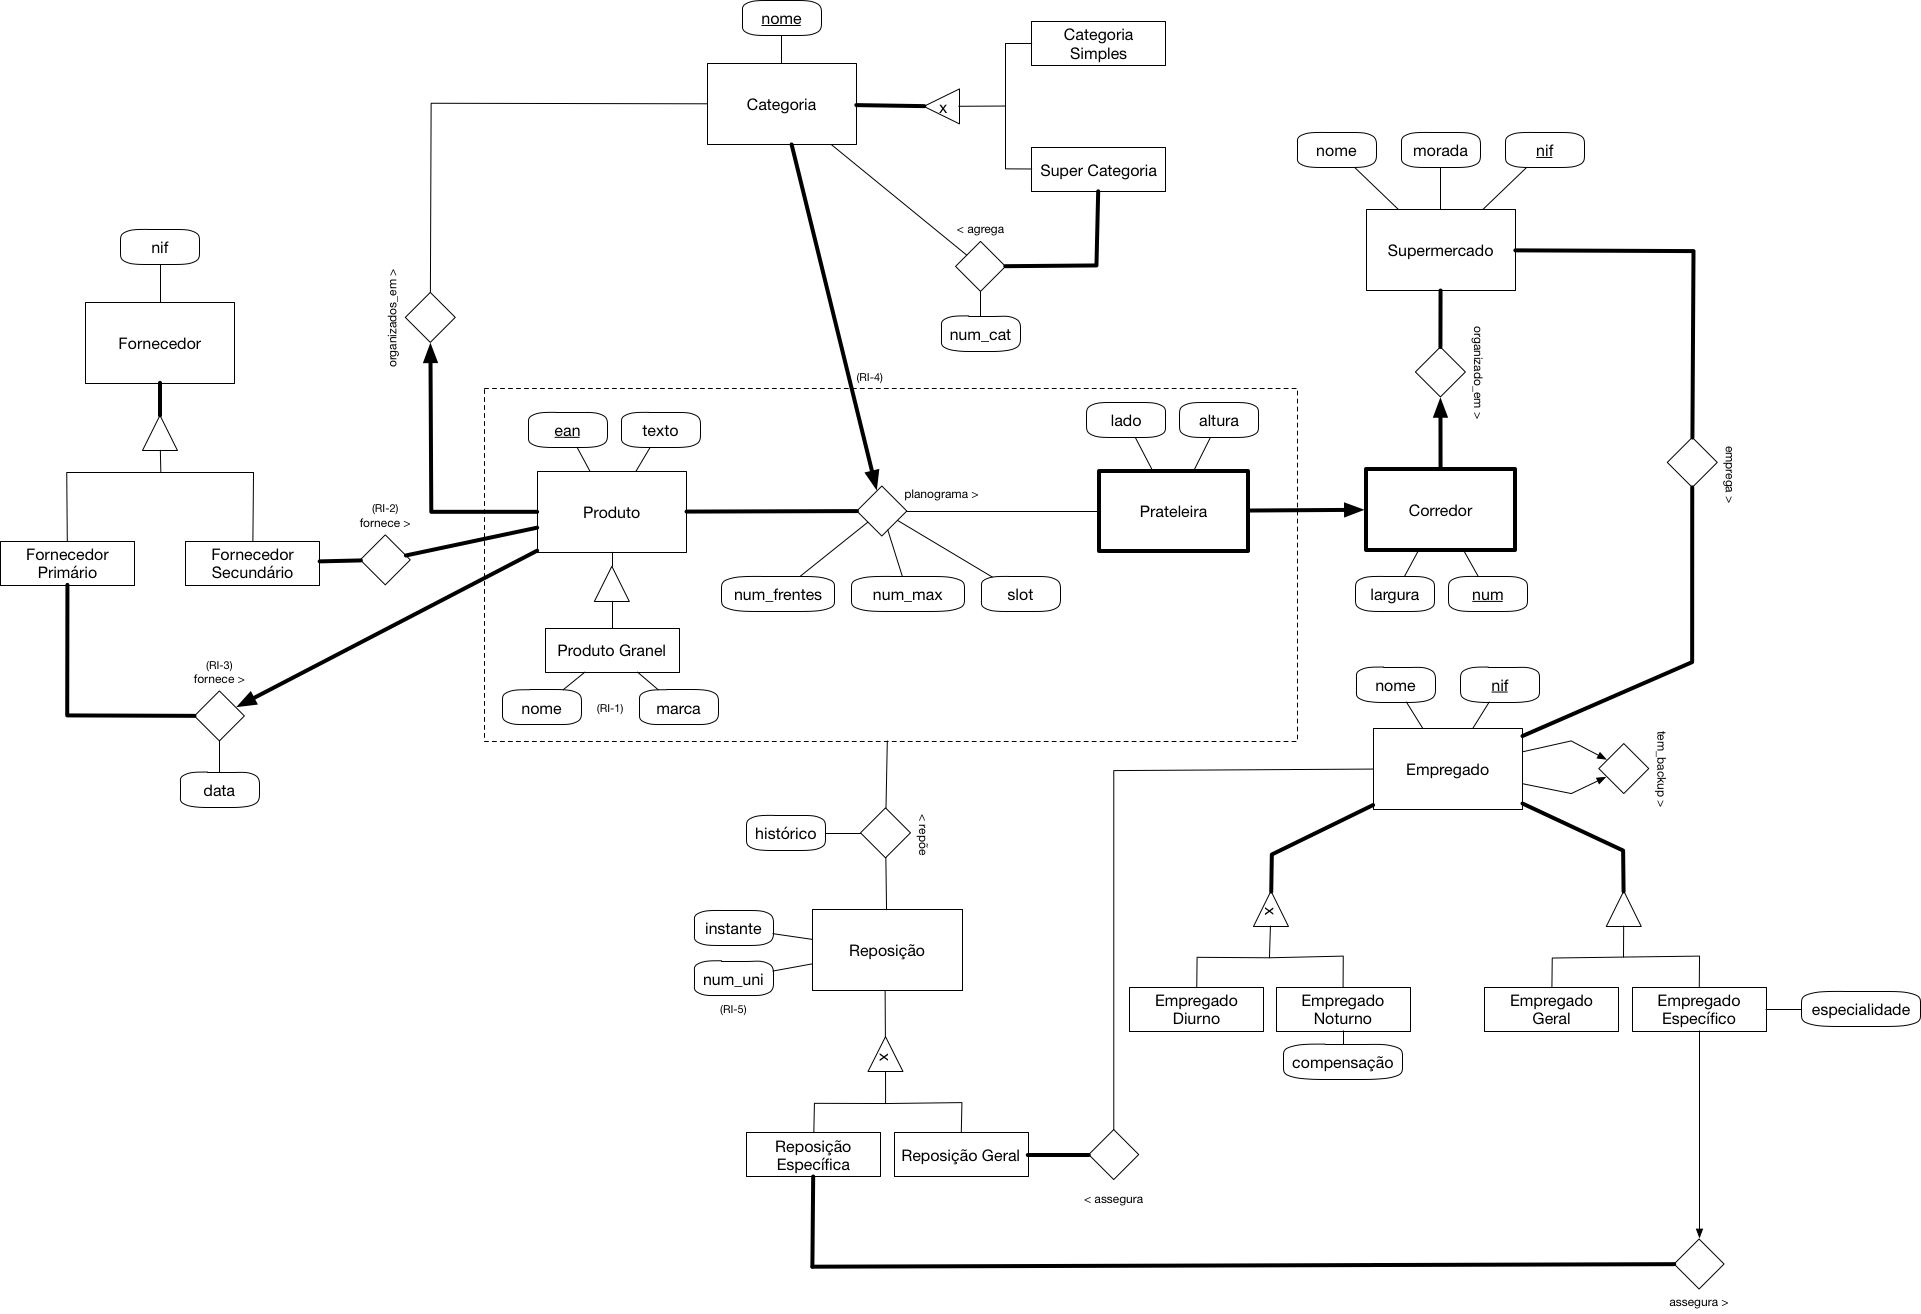 nome
Categoria
Simples
Categoria
x
Super Categoria
nome
morada
nif
Supermercado
< agrega
num_cat
nif
Fornecedor
organizados_em >
organizado_em >
(RI-4)
ean
texto
lado
altura
emprega >
Produto
planograma >
Prateleira
Corredor
(RI-2)
fornece >
Fornecedor
Primário
Fornecedor
Secundário
num_frentes
num_max
slot
largura
num
Produto Granel
(RI-3)
fornece >
nome
(RI-1)
marca
nome
nif
data
Empregado
tem_backup >
histórico
< repõe
instante
Reposição
num_uni
(RI-5)
x
x
Empregado
Diurno
Empregado
Noturno
Empregado
Geral
Empregado
Específico
especialidade
compensação
Reposição
Específica
Reposição Geral
< assegura
assegura >